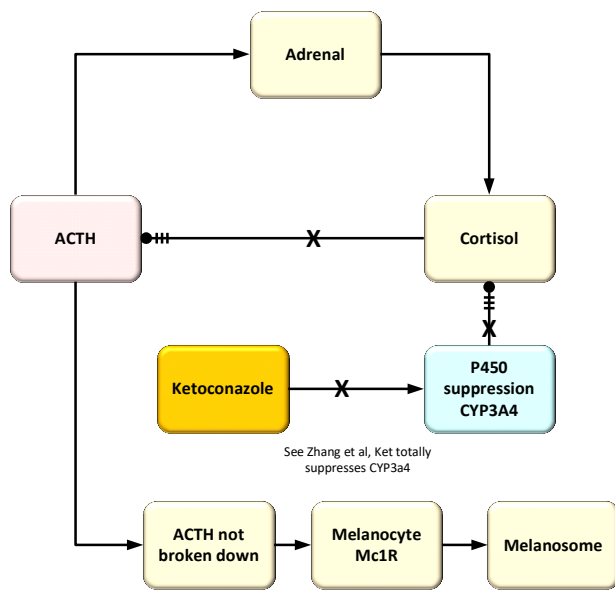 Adrenal
ACTH
Cortisol
Ketoconazole
P450
suppression
CYP3A4
See Zhang et al, Ket totally
suppresses CYP3a4
ACTH not
broken down
Melanocyte
Mc1R
Melanosome